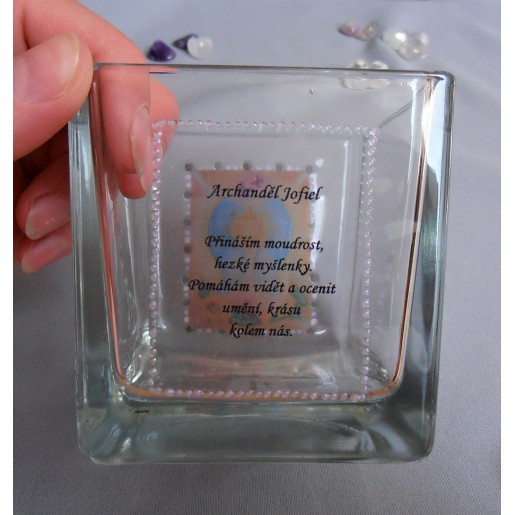 Archanděl Jofiel
Přináším moudrost,
hezké myšlenky.
Pomáhám vidět a ocenit
umění, krásu
kolem nás.